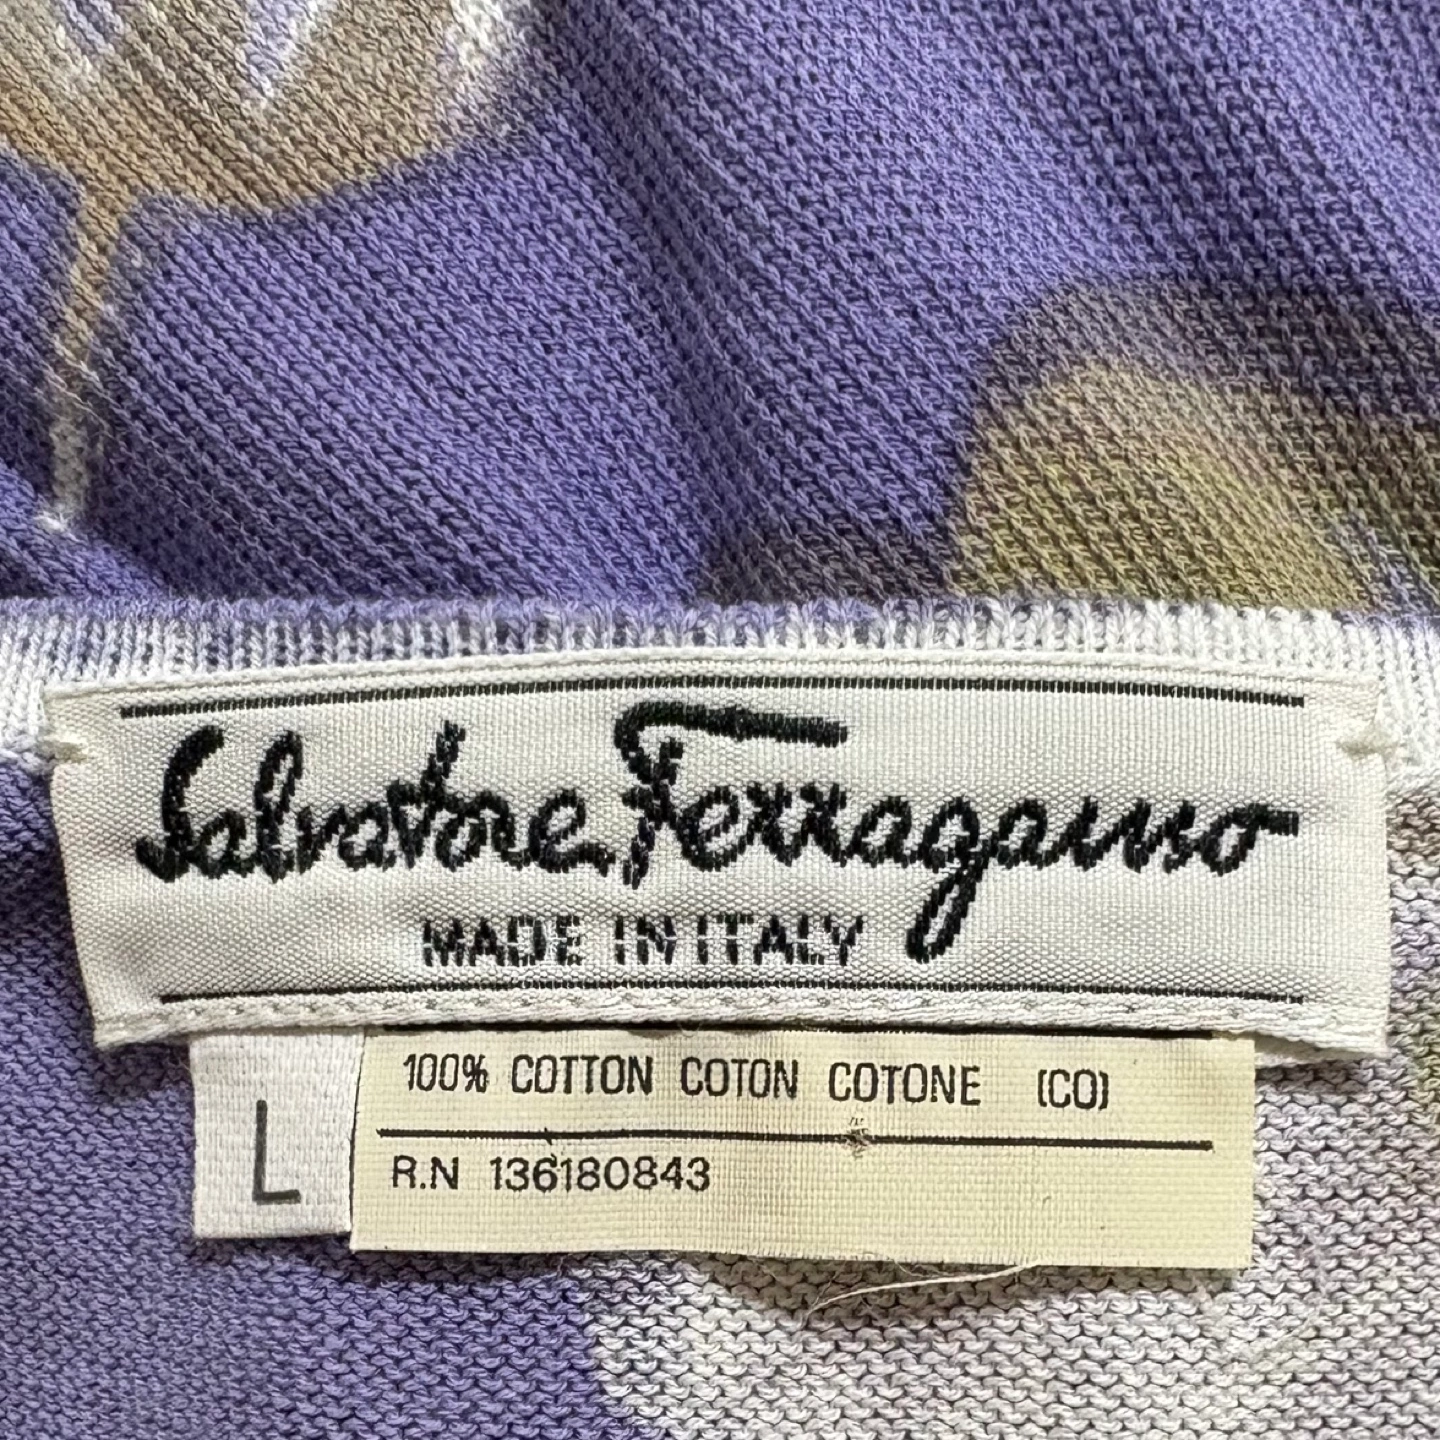 Salvatore Ferragamo
MADE IN ITALY
L
100% COTTON COTON COTONE (CO)
R.N 136180843